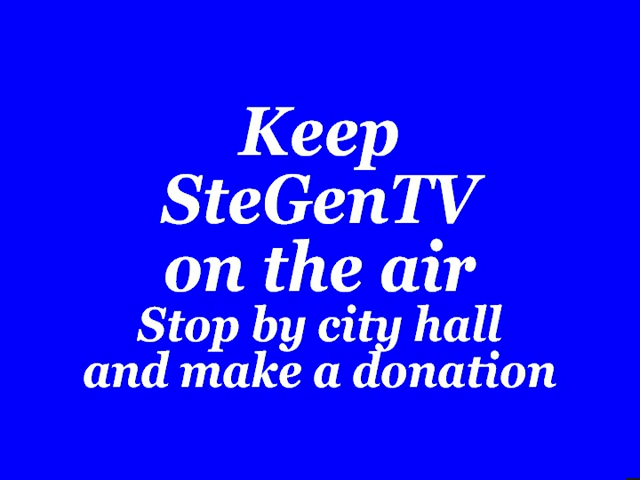 Keep
SteGenTV
on the air
Stop by city hall
and make a donation